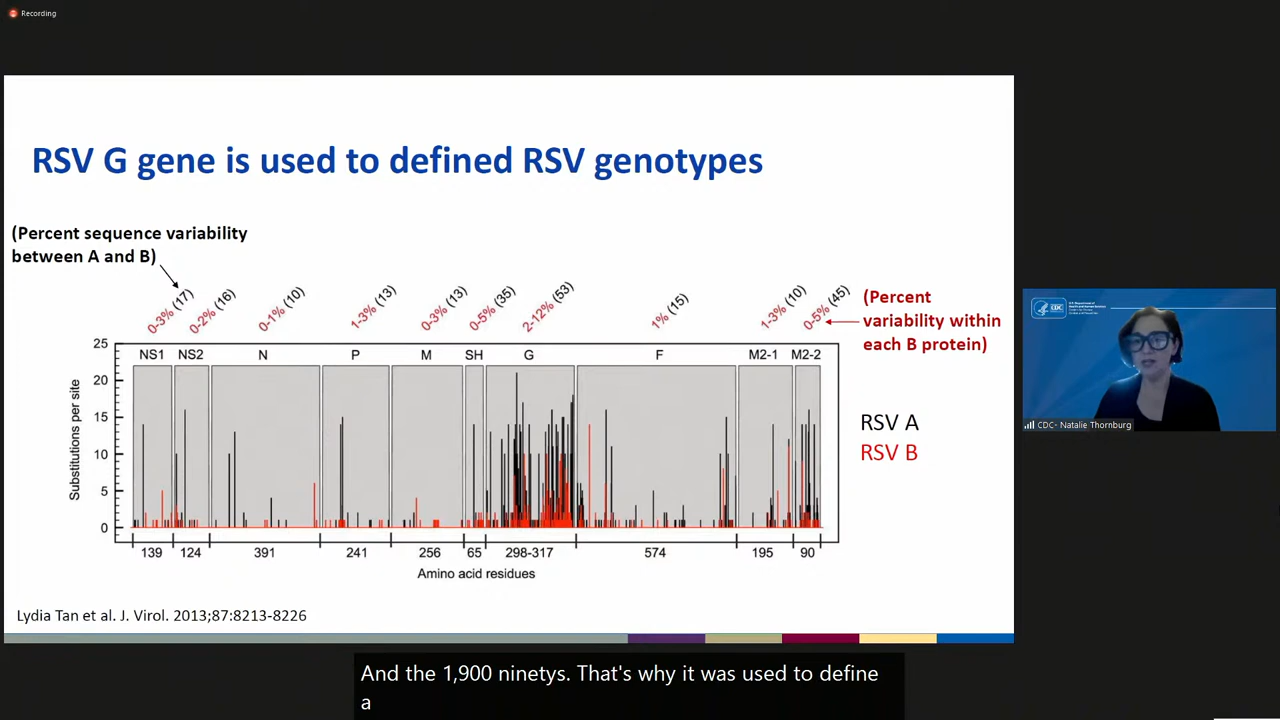 Recording
RSV G gene is used to defined RSV genotypes
(Percent sequence variability
between A and B)
0-3% (17)
0-2% (16)
0-1% (10)
1-3% (13)
0-3% (13)
0-5% (35)
2-12% (53)
1% (15)
1-3% (10)
0-5% (45)
(Percent
variability within
each B protein)
25
20
15
10
5
0
Substitutions per site
NS1 NS2 N P M SH G F M2-1 M2-2
RSV A
RSV B
139 124 391 241 256 65 298-317 574 195 90
Amino acid residues
Lydia Tan et al. J. Virol. 2013;87:8213-8226
CDC
CDC- Natalie Thornburg
And the 1,900 ninetys. That's why it was used to define
a